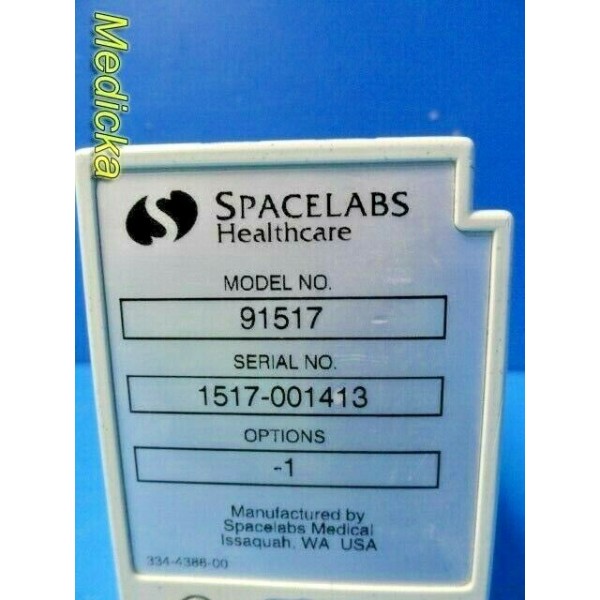 Medicka
SPACELABS
Healthcare
MODEL NO.
91517
SERIAL NO.
1517-001413
OPTIONS
-1
Manufactured by
Spacelabs Medical
Issaquah, WA USA
334-4386-00